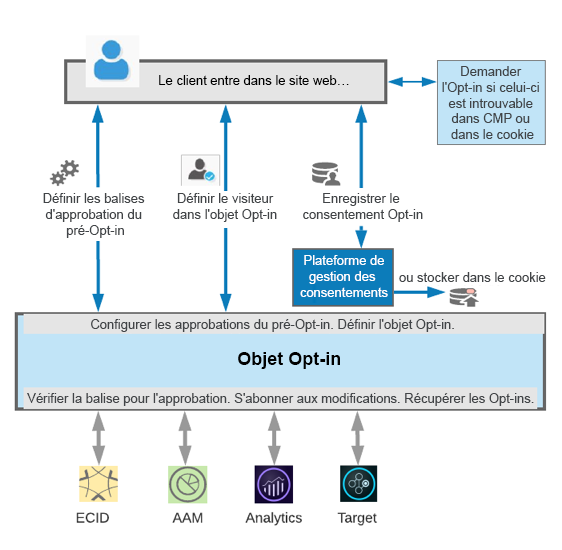 Le client entre dans le site web…
Demander
l'Opt-in si celui-ci
est introuvable
dans CMP ou
dans le cookie
Définir les balises
d'approbation du
pré-Opt-in
Définir le visiteur
dans l'objet Opt-in
Enregistrer le
consentement Opt-in
Plateforme de
gestion des
consentements
ou stocker dans le cookie
Configurer les approbations du pré-Opt-in. Définir l'objet Opt-in.
Objet Opt-in
Vérifier la balise pour l'approbation. S'abonner aux modifications. Récupérer les Opt-ins.
ECID
AAM
Analytics
Target